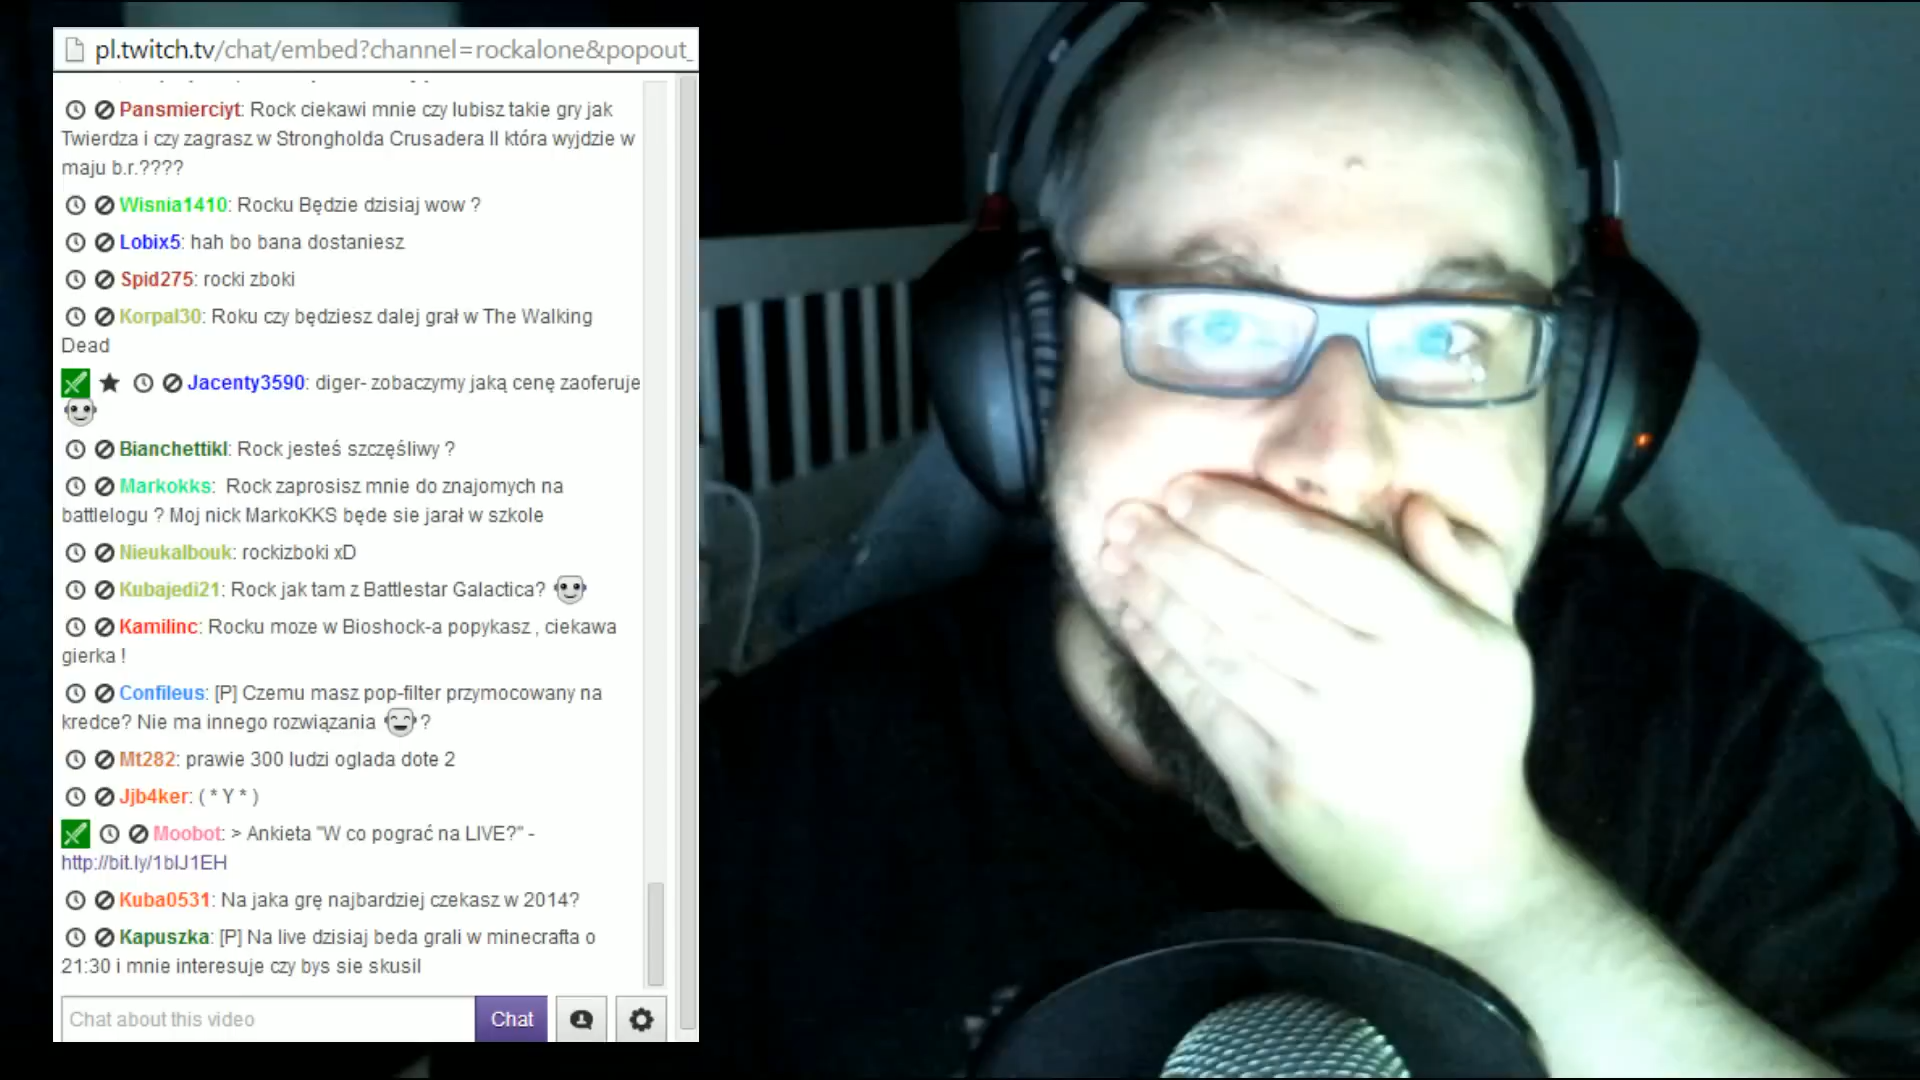 pl.twitch.tv/chat/embed?channel=rockalone&popout_
Pansmierciyt: Rock ciekawi mnie czy lubisz takie gry jak
Twierdza i czy zagrasz w Strongholda Crusadera II która wyjdzie w
maju b.r.????
Wisnia1410: Rocku Będzie dzisiaj wow ?
Lobix5: hah bo bana dostaniesz
Spid275: rocki zboki
Korpal30: Roku czy będziesz dalej grał w The Walking
Dead
Jacenty3590: diger- zobaczymy jaką cenę zaoferuje
Bianchettikl: Rock jesteś szczęśliwy ?
Markokks: Rock zaprosisz mnie do znajomych na
battlelogu ? Moj nick MarkoKKS będe sie jarał w szkole
Nieukalbouk: rockizboki xD
Kubajedi21: Rock jak tam z Battlestar Galactica?
Kamilinc: Rocku moze w Bioshock-a popykasz , ciekawa
gierka !
Confileus: [P] Czemu masz pop-filter przymocowany na
kredce? Nie ma innego rozwiązania ?
Mt282: prawie 300 ludzi oglada dote 2
Jjb4ker: ( * Y * )
Moobot: > Ankieta "W co pograć na LIVE?" -
http://bit.ly/1bIJ1EH
Kuba0531: Na jaka grę najbardziej czekasz w 2014?
Kapuszka: [P] Na live dzisiaj beda grali w minecrafta o
21:30 i mnie interesuje czy bys sie skusil
Chat about this video
Chat